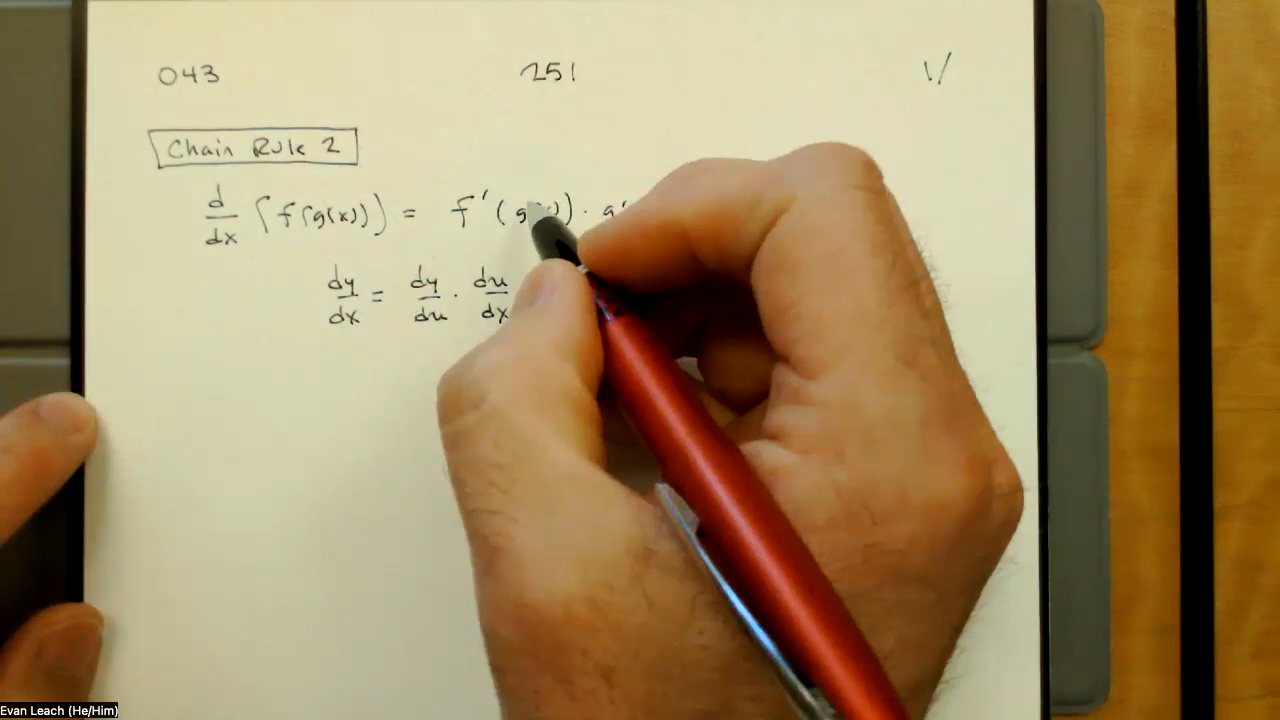 043 251 1/
Chain Rule 2
d/dx (f(g(x))) = f'(g(x)) · g'
dy/dx = dy/du · du/dx
Evan Leach (He/Him)